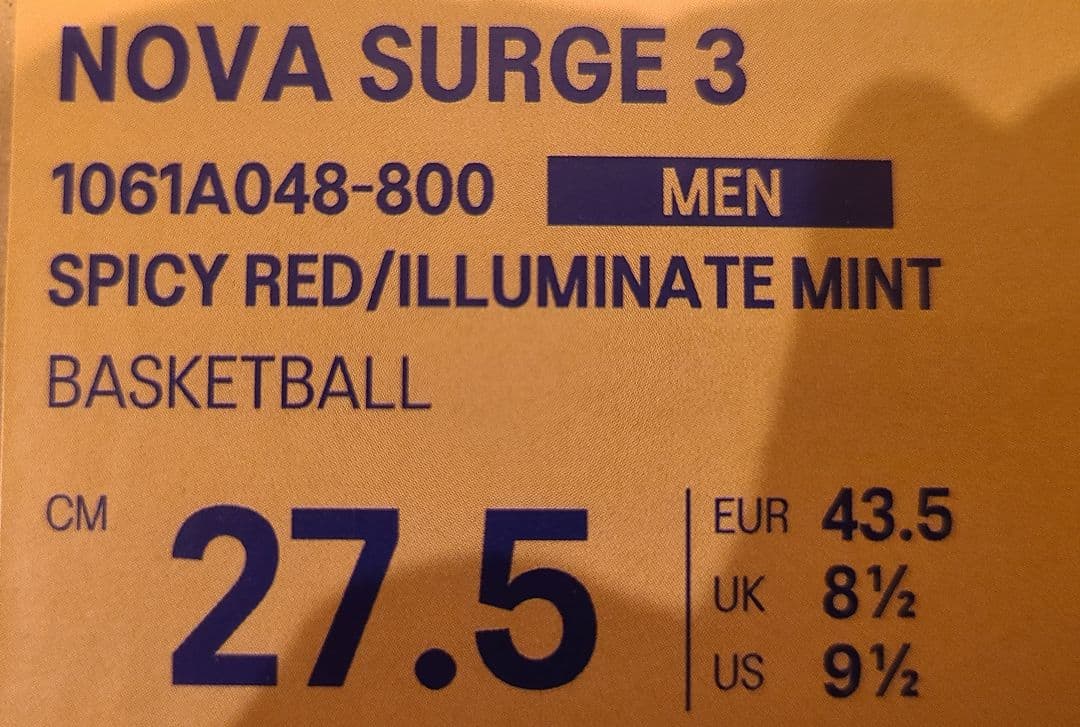 NOVA SURGE 3
1061A048-800 MEN
SPICY RED/ILLUMINATE MINT
BASKETBALL
CM 27.5
EUR 43.5
UK 8½
US 9½